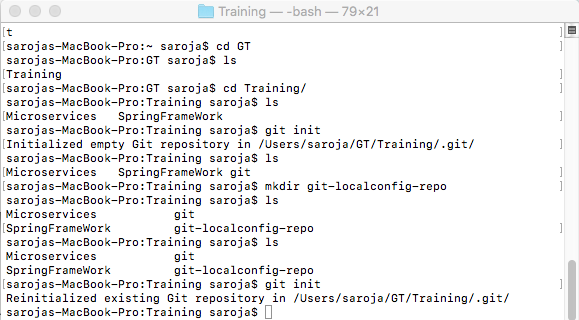 Training — -bash — 79×21
[t ]
[sarojas-MacBook-Pro:~ saroja$ cd GT ]
sarojas-MacBook-Pro:GT saroja$ ls
[Training ]
[sarojas-MacBook-Pro:GT saroja$ cd Training/ ]
sarojas-MacBook-Pro:Training saroja$ ls
[Microservices SpringFrameWork ]
sarojas-MacBook-Pro:Training saroja$ git init
[Initialized empty Git repository in /Users/saroja/GT/Training/.git/ ]
sarojas-MacBook-Pro:Training saroja$ ls
[Microservices SpringFrameWork git ]
sarojas-MacBook-Pro:Training saroja$ mkdir git-localconfig-repo
sarojas-MacBook-Pro:Training saroja$ ls
Microservices git
[SpringFrameWork git-localconfig-repo ]
sarojas-MacBook-Pro:Training saroja$ ls
Microservices git
SpringFrameWork git-localconfig-repo
[sarojas-MacBook-Pro:Training saroja$ git init ]
Reinitialized existing Git repository in /Users/saroja/GT/Training/.git/
sarojas-MacBook-Pro:Training saroja$